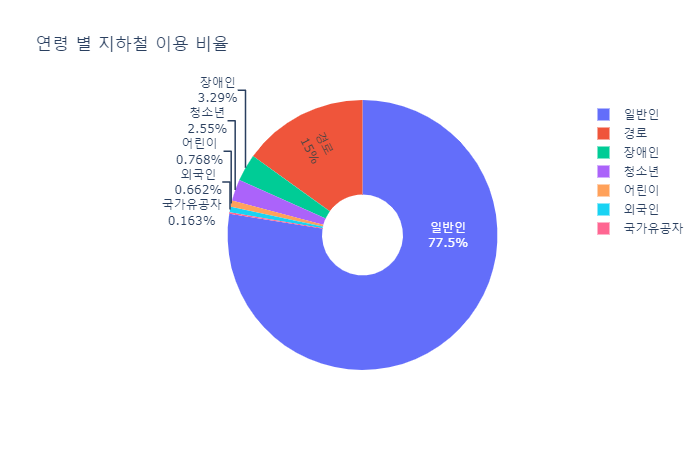 연령 별 지하철 이용 비율
장애인
3.29%
청소년
2.55%
어린이
0.768%
외국인
0.662%
국가유공자
0.163%
경로
15%
일반인
77.5%
일반인
경로
장애인
청소년
어린이
외국인
국가유공자